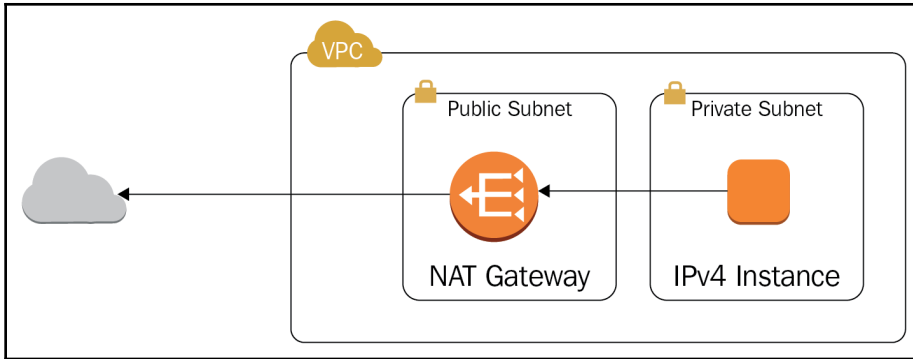 VPC
Public Subnet
Private Subnet
NAT Gateway
IPv4 Instance